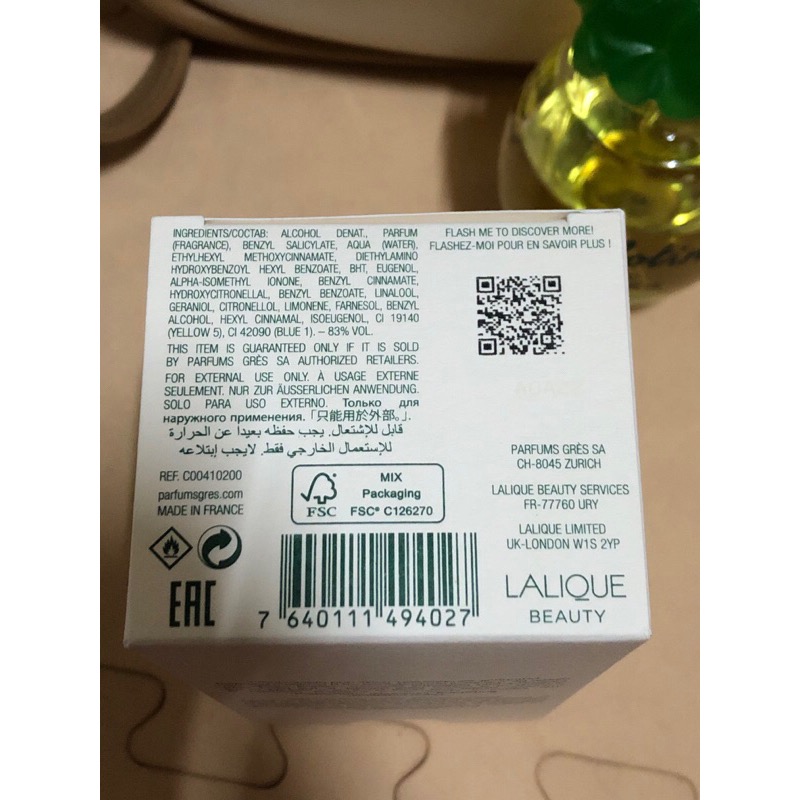 INGREDIENTS/COCTAB: ALCOHOL DENAT., PARFUM
(FRAGRANCE), BENZYL SALICYLATE, AQUA (WATER),
ETHYLHEXYL METHOXYCINNAMATE, DIETHYLAMINO
HYDROXYBENZOYL HEXYL BENZOATE, BHT, EUGENOL,
ALPHA-ISOMETHYL IONONE, BENZYL CINNAMATE,
HYDROXYCITRONELLAL, BENZYL BENZOATE, LINALOOL,
GERANIOL, CITRONELLOL, LIMONENE, FARNESOL, BENZYL
ALCOHOL, HEXYL CINNAMAL, ISOEUGENOL, CI 19140
(YELLOW 5), CI 42090 (BLUE 1). – 83% VOL.
THIS ITEM IS GUARANTEED ONLY IF IT IS SOLD
BY PARFUMS GRÈS SA AUTHORIZED RETAILERS.
FOR EXTERNAL USE ONLY. À USAGE EXTERNE
SEULEMENT. NUR ZUR ÄUSSERLICHEN ANWENDUNG.
SOLO PARA USO EXTERNO. Только для
наружного применения. 「只能用於外部。」.
قابل للإشتعال. يجب حفظه بعيدا عن الحرارة
للإستعمال الخارجي فقط. لايجب إبتلاعه
REF. C00410200
parfumsgres.com
MADE IN FRANCE
FSC
MIX
Packaging
FSC® C126270
EAC
7 640111 494027
FLASH ME TO DISCOVER MORE!
FLASHEZ-MOI POUR EN SAVOIR PLUS !
PARFUMS GRÈS SA
CH-8045 ZURICH
LALIQUE BEAUTY SERVICES
FR-77760 URY
LALIQUE LIMITED
UK-LONDON W1S 2YP
LALIQUE
BEAUTY